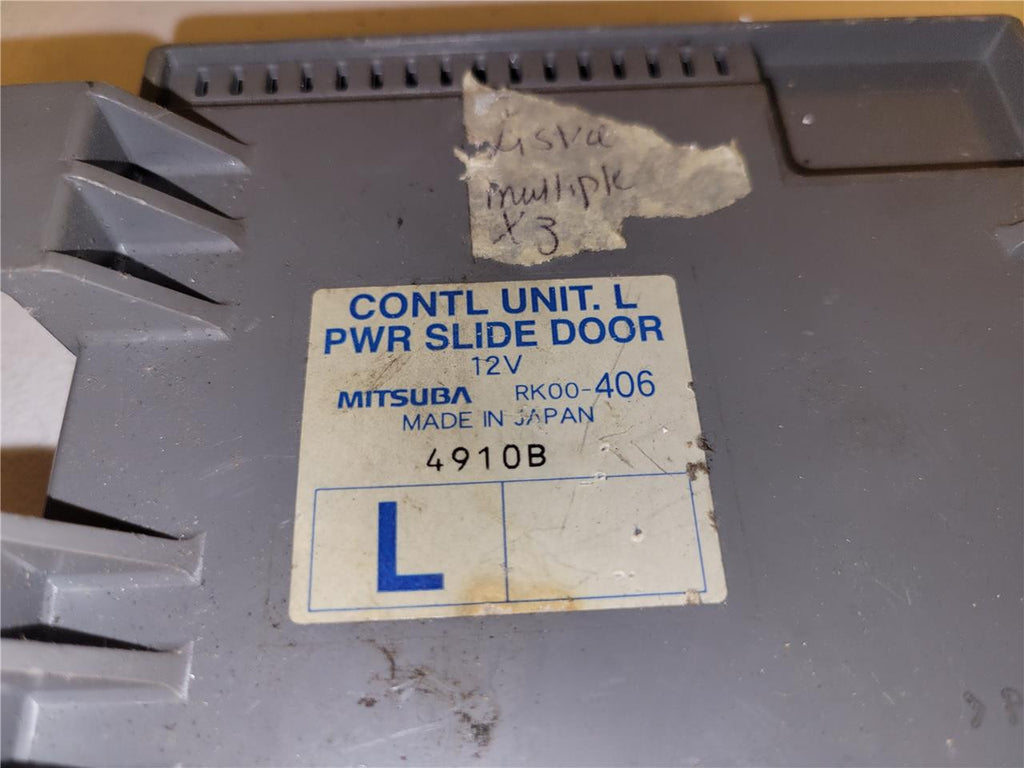 multiple
x3
CONTL UNIT. L
PWR SLIDE DOOR
12V
MITSUBA RK00-406
MADE IN JAPAN
4910B
L